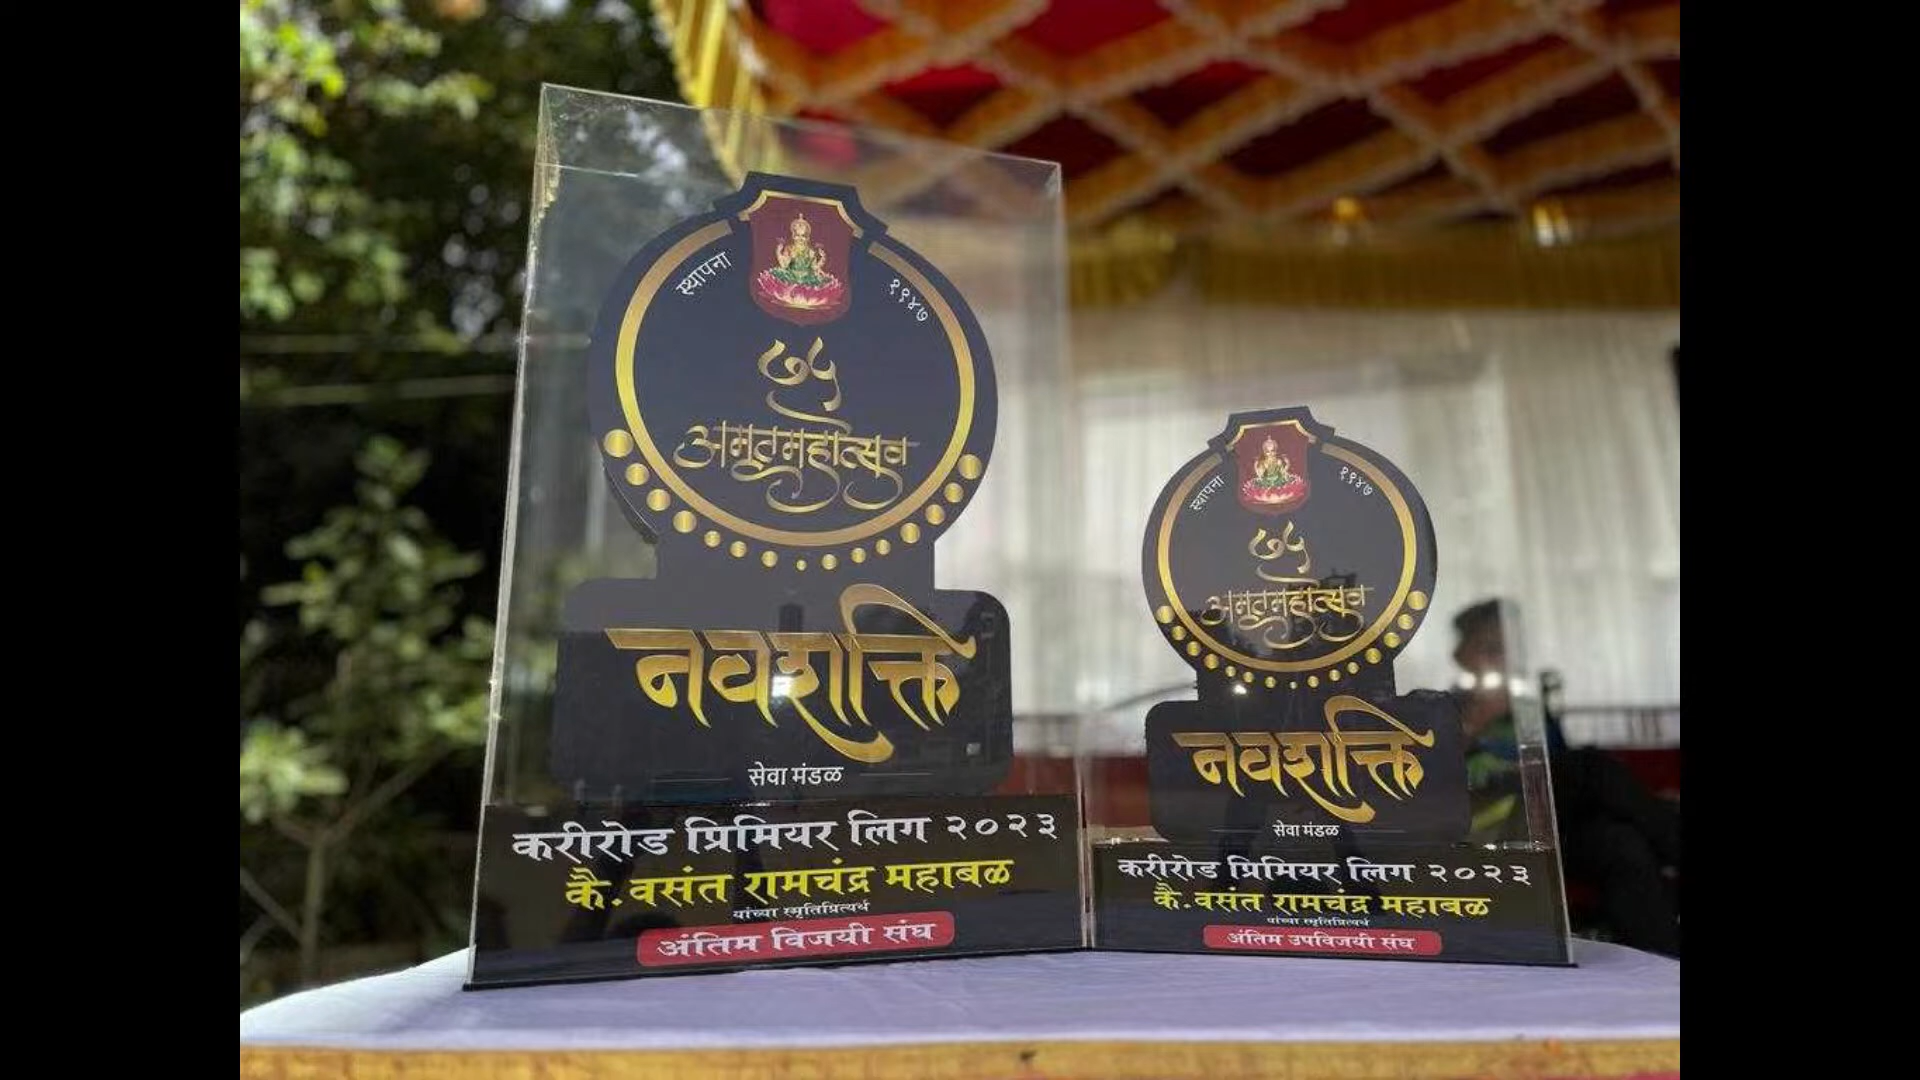 स्थापना
१९४७
७५
अमृतमहोत्सव
नवशक्ति
सेवा मंडळ
करीरोड प्रिमियर लिग २०२३
कै. वसंत रामचंद्र महाबळ
यांच्या स्मृतिप्रित्यर्थ
अंतिम विजयी संघ
स्थापना
१९४७
७५
अमृतमहोत्सव
नवशक्ति
सेवा मंडळ
करीरोड प्रिमियर लिग २०२३
कै. वसंत रामचंद्र महाबळ
यांच्या स्मृतिप्रित्यर्थ
अंतिम उपविजयी संघ